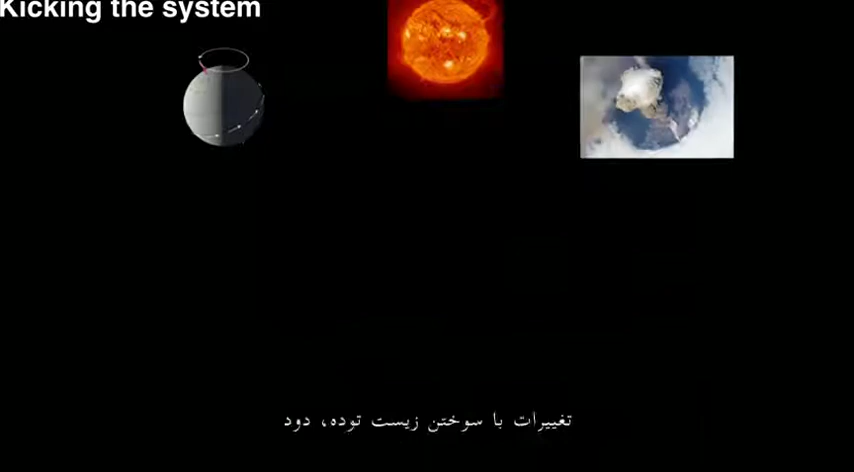 Kicking the system
تغییرات با سوختن زیست توده، دود